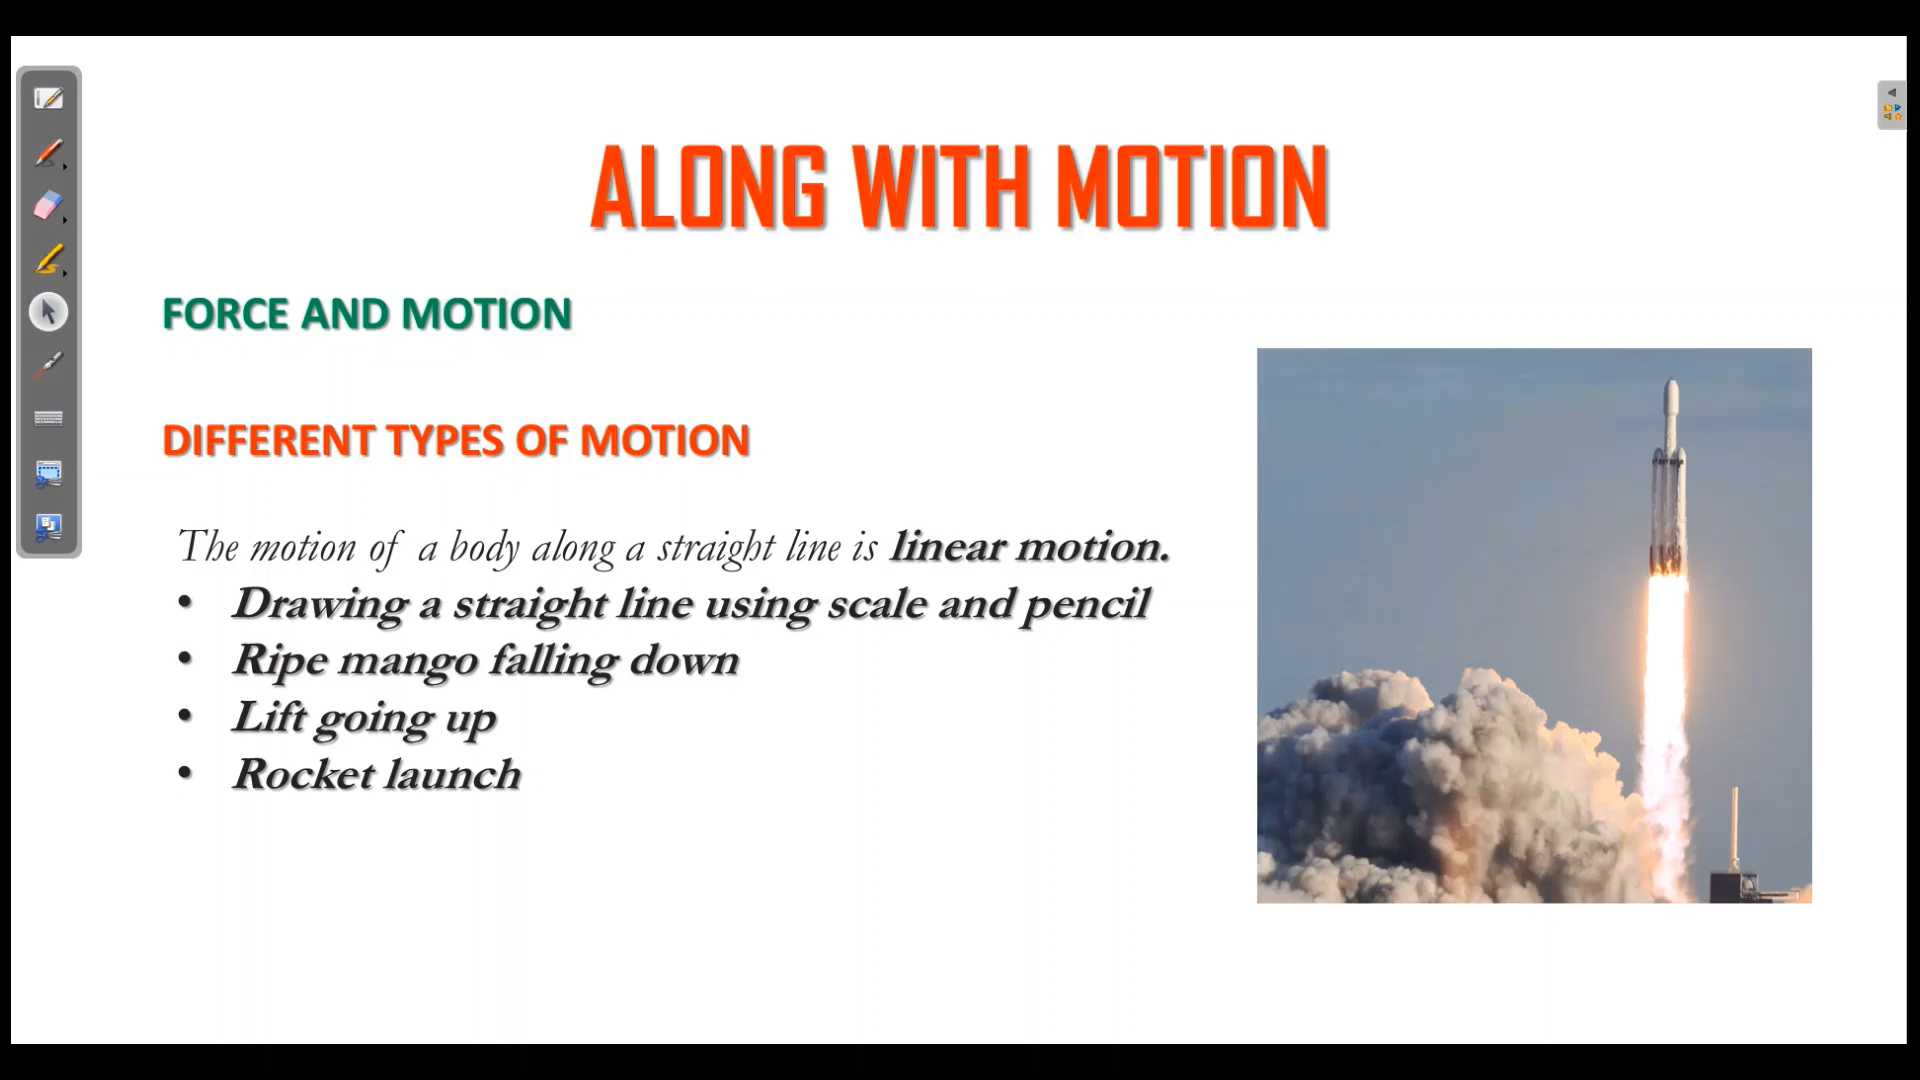 ALONG WITH MOTION
FORCE AND MOTION
DIFFERENT TYPES OF MOTION
The motion of a body along a straight line is linear motion.
• Drawing a straight line using scale and pencil
• Ripe mango falling down
• Lift going up
• Rocket launch